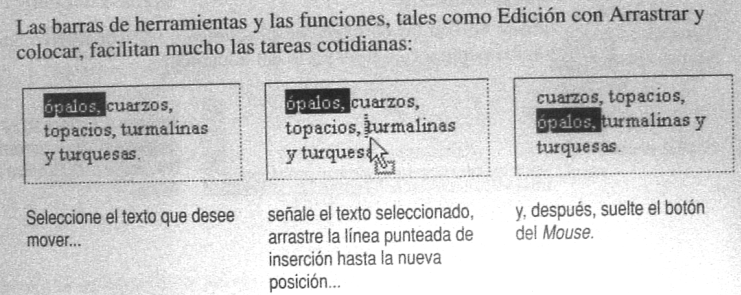 Las barras de herramientas y las funciones, tales como Edición con Arrastrar y
colocar, facilitan mucho las tareas cotidianas:
ópalos, cuarzos,
topacios, turmalinas
y turquesas.
Seleccione el texto que desee
mover...
ópalos, cuarzos,
topacios, turmalinas
y turques
señale el texto seleccionado,
arrastre la línea punteada de
inserción hasta la nueva
posición...
cuarzos, topacios,
ópalos, turmalinas y
turquesas.
y, después, suelte el botón
del Mouse.